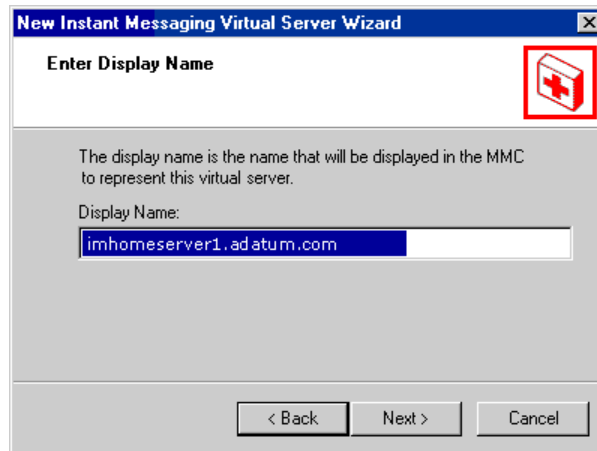 New Instant Messaging Virtual Server Wizard
Enter Display Name
The display name is the name that will be displayed in the MMC
to represent this virtual server.
Display Name:
imhomeserver1.adatum.com
< Back Next > Cancel